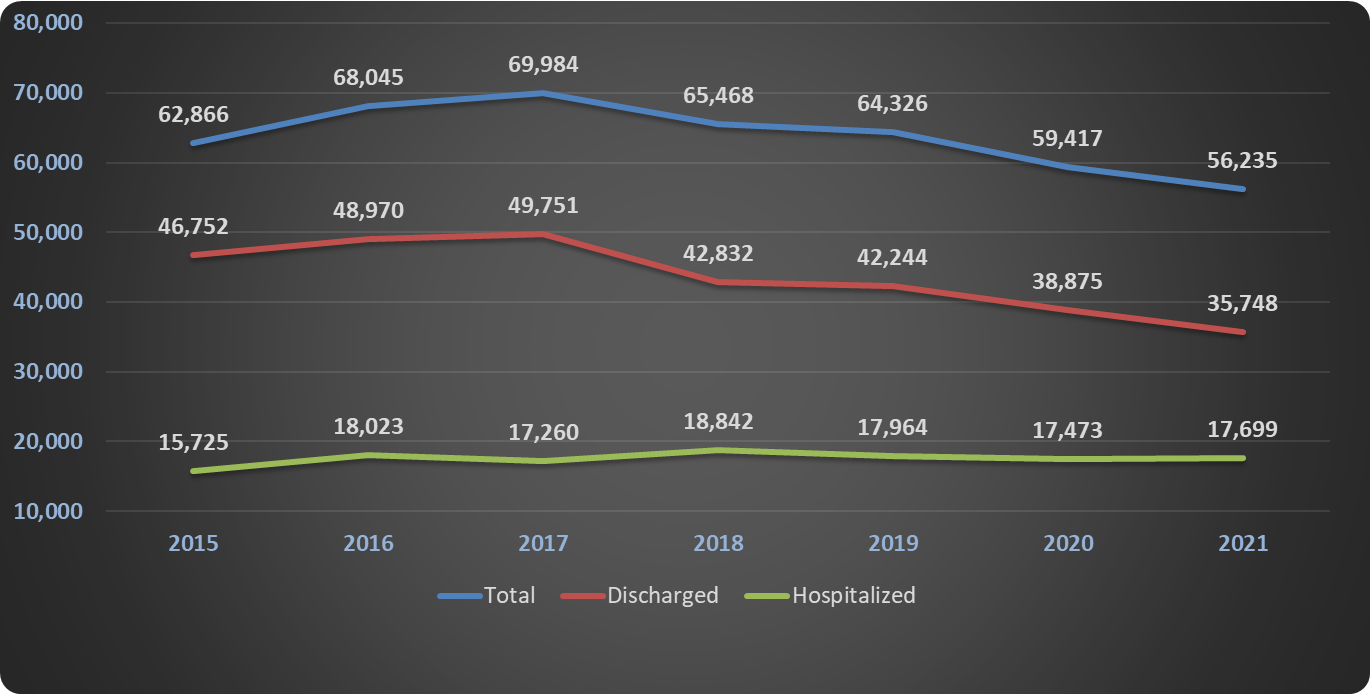 80,000
70,000
60,000
50,000
40,000
30,000
20,000
10,000
62,866 68,045 69,984 65,468 64,326 59,417 56,235
46,752 48,970 49,751 42,832 42,244 38,875 35,748
15,725 18,023 17,260 18,842 17,964 17,473 17,699
2015 2016 2017 2018 2019 2020 2021
Total Discharged Hospitalized